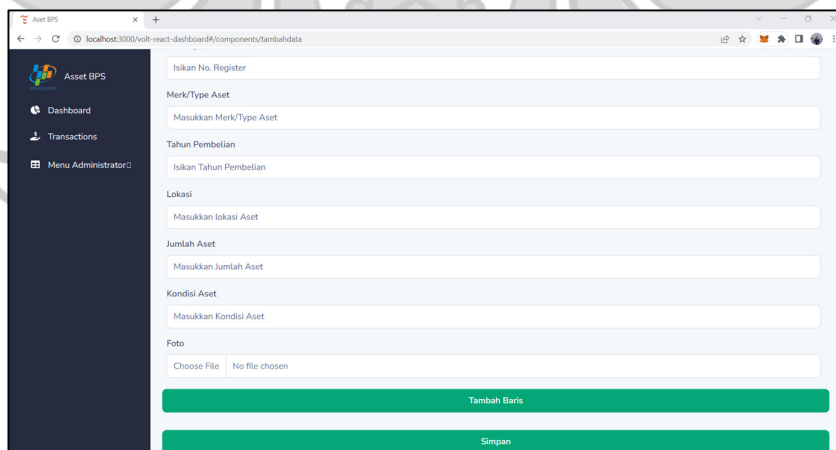 Aset BPS
localhost:3000/volt-react-dashboard#/components/tambahdata
Asset BPS
Dashboard
Transactions
Menu Administrator
Isikan No. Register
Merk/Type Aset
Masukkan Merk/Type Aset
Tahun Pembelian
Isikan Tahun Pembelian
Lokasi
Masukkan lokasi Aset
Jumlah Aset
Masukkan Jumlah Aset
Kondisi Aset
Masukkan Kondisi Aset
Foto
Choose File No file chosen
Tambah Baris
Simpan